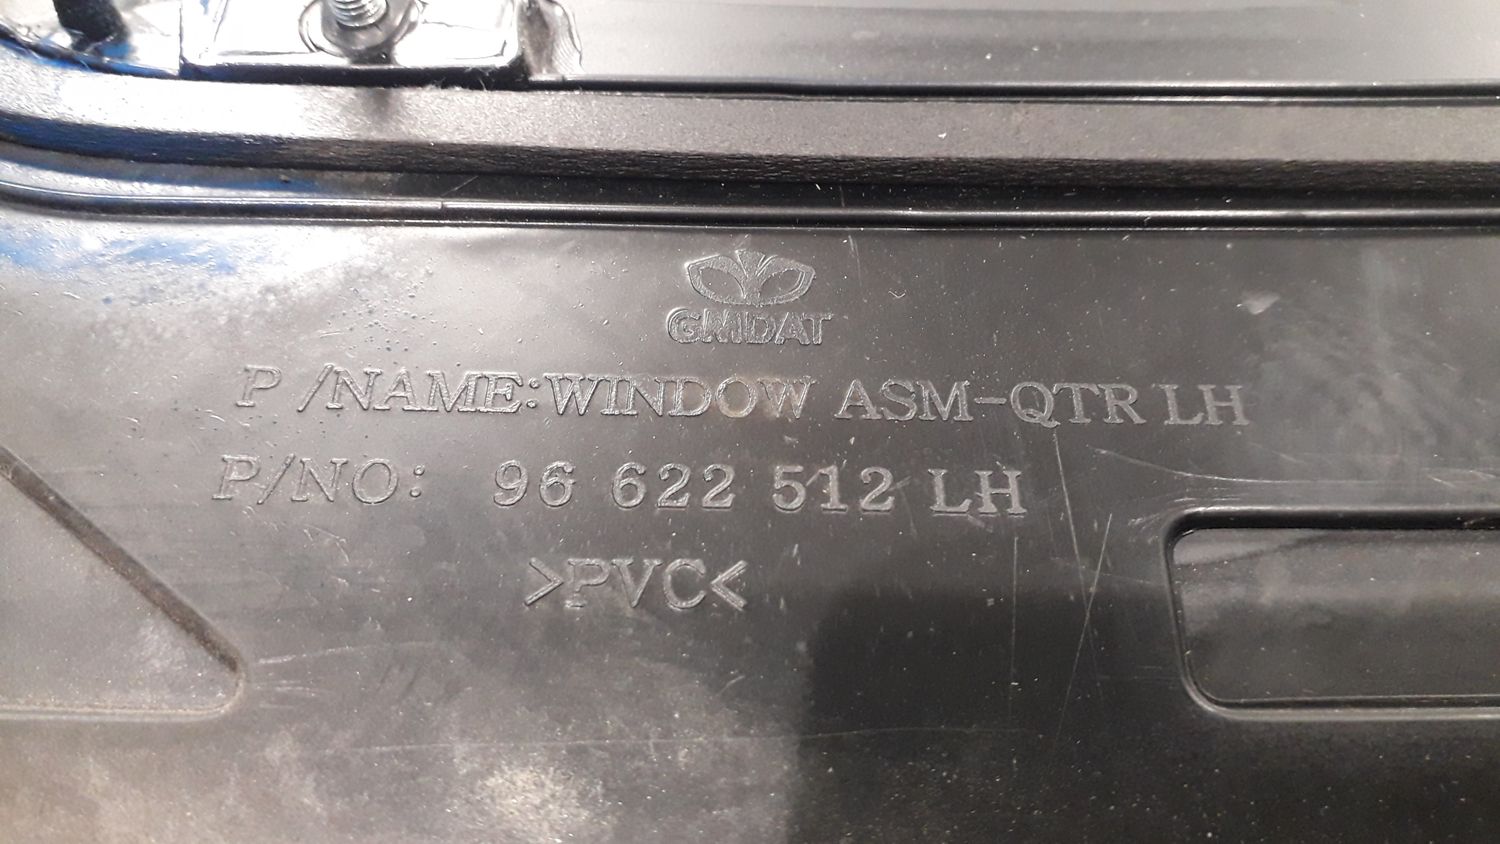 GMDAT
P/NAME:WINDOW ASM-QTR LH
P/NO: 96 622 512 LH
>PVC<